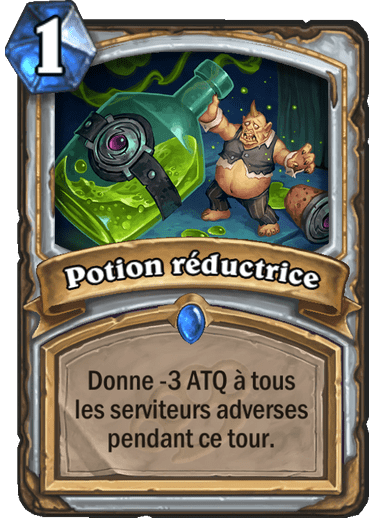 1
Potion réductrice
Donne -3 ATQ à tous
les serviteurs adverses
pendant ce tour.